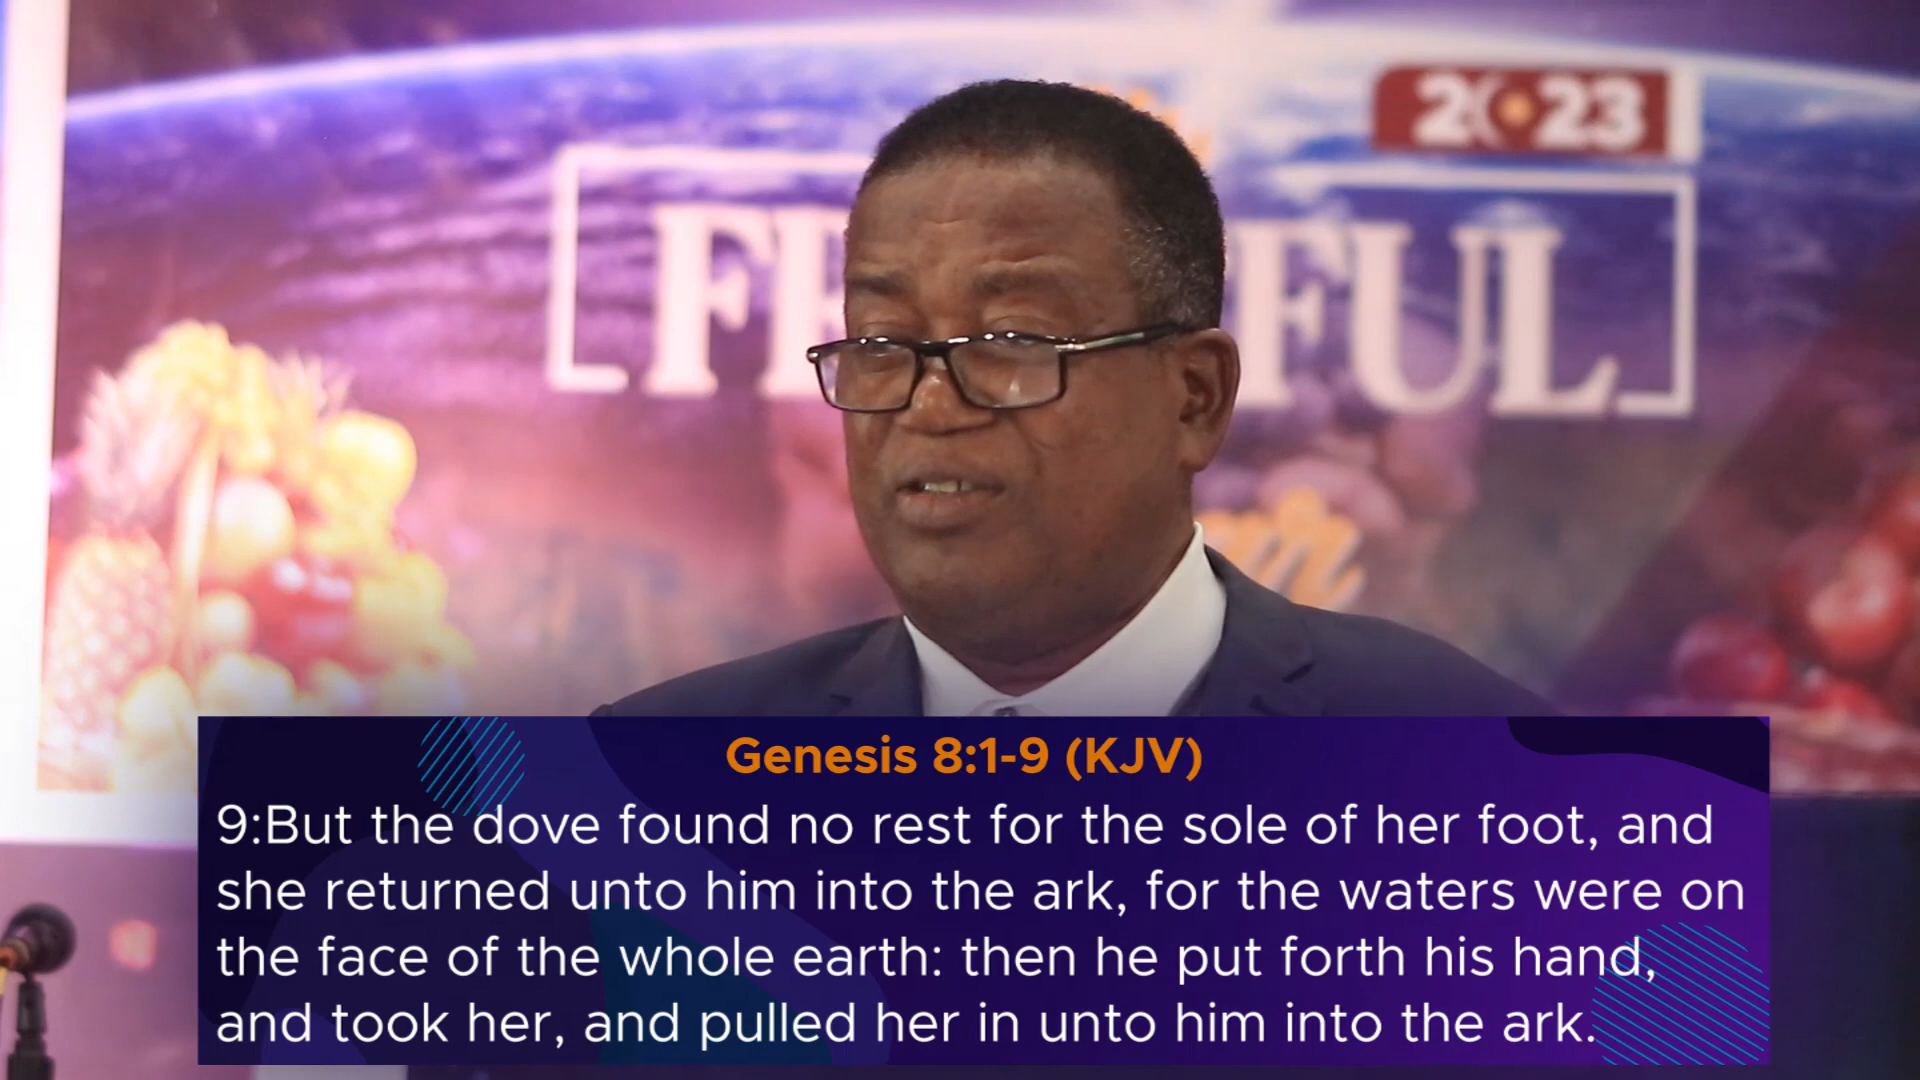 2023
FUL
Genesis 8:1-9 (KJV)
9:But the dove found no rest for the sole of her foot, and
she returned unto him into the ark, for the waters were on
the face of the whole earth: then he put forth his hand,
and took her, and pulled her in unto him into the ark.